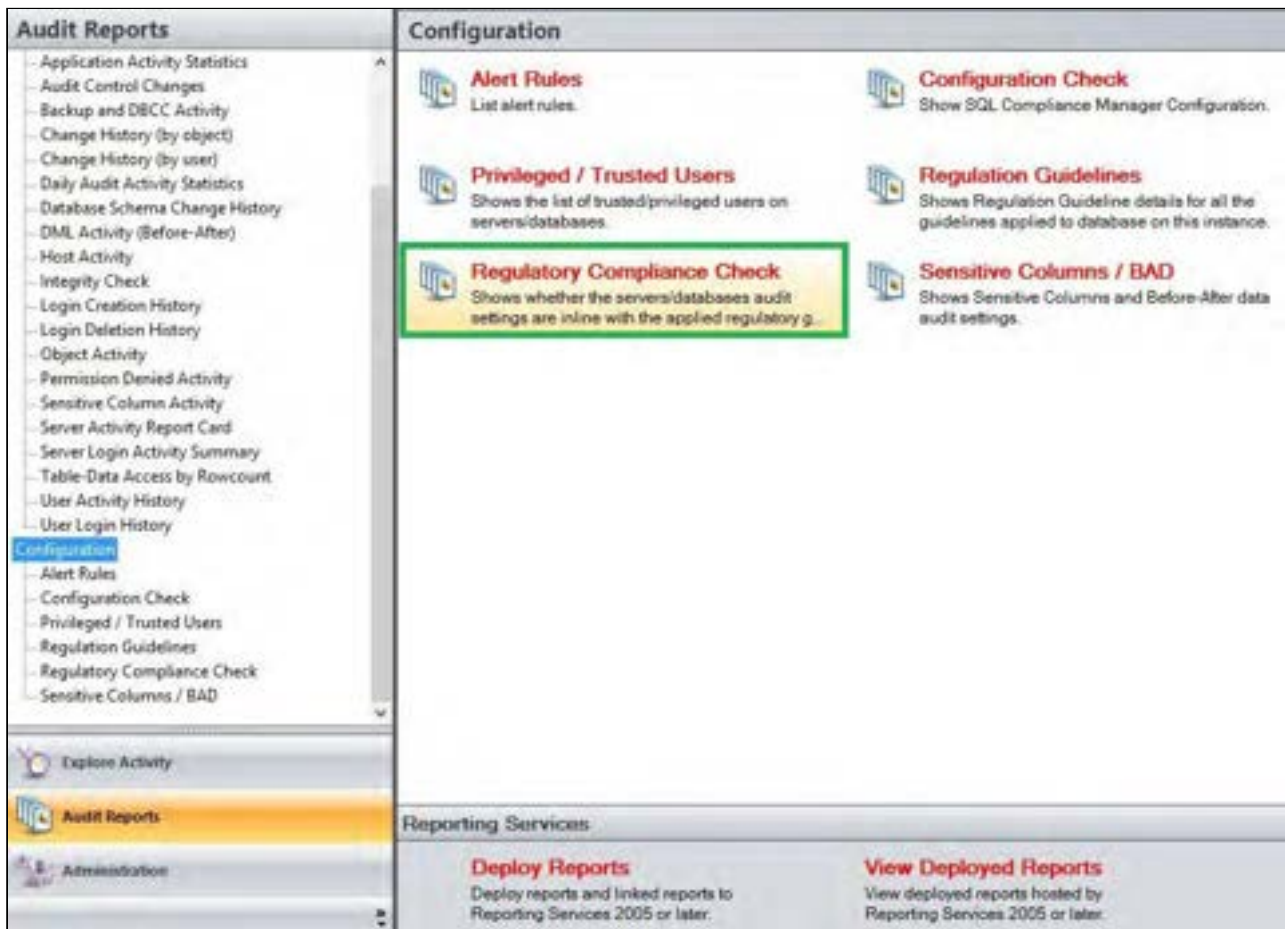 Audit Reports
Application Activity Statistics
Audit Control Changes
Backup and DBCC Activity
Change History (by object)
Change History (by user)
Daily Audit Activity Statistics
Database Schema Change History
DML Activity (Before-After)
Host Activity
Integrity Check
Login Creation History
Login Deletion History
Object Activity
Permission Denied Activity
Sensitive Column Activity
Server Activity Report Card
Server Login Activity Summary
Table-Data Access by Rowcount
User Activity History
User Login History
Configuration
Alert Rules
Configuration Check
Privileged / Trusted Users
Regulation Guidelines
Regulatory Compliance Check
Sensitive Columns / BAD
Explore Activity
Audit Reports
Administration
Configuration
Alert Rules
List alert rules.
Configuration Check
Show SQL Compliance Manager Configuration.
Privileged / Trusted Users
Shows the list of trusted/privileged users on
servers/databases.
Regulation Guidelines
Shows Regulation Guideline details for all the
guidelines applied to database on this instance.
Regulatory Compliance Check
Shows whether the servers/databases audit
settings are inline with the applied regulatory g...
Sensitive Columns / BAD
Shows Sensitive Columns and Before-After data
audit settings.
Reporting Services
Deploy Reports
Deploy reports and linked reports to
Reporting Services 2005 or later.
View Deployed Reports
View deployed reports hosted by
Reporting Services 2005 or later.